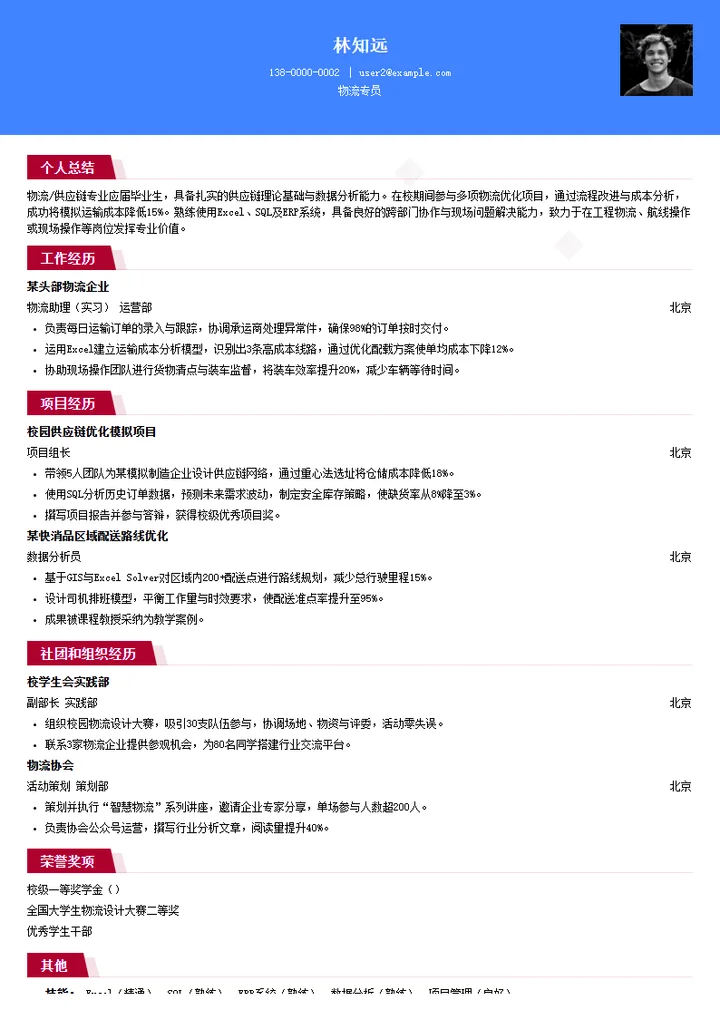 林知远
138-0000-0002 | user2@example.com
物流专员
个人总结
物流/供应链专业应届毕业生，具备扎实的供应链理论基础与数据分析能力。在校期间参与多项物流优化项目，通过流程改进与成本分析，
成功将模拟运输成本降低15%。熟练使用Excel、SQL及ERP系统，具备良好的跨部门协作与现场问题解决能力，致力于在工程物流、航线操作
或现场操作等岗位发挥专业价值。
工作经历
某头部物流企业
物流助理（实习） 运营部 北京
• 负责每日运输订单的录入与跟踪，协调承运商处理异常件，确保98%的订单按时交付。
• 运用Excel建立运输成本分析模型，识别出3条高成本线路，通过优化配载方案使单均成本下降12%。
• 协助现场操作团队进行货物清点与装车监督，将装车效率提升20%，减少车辆等待时间。
项目经历
校园供应链优化模拟项目
项目组长 北京
• 带领5人团队为某模拟制造企业设计供应链网络，通过重心法选址将仓储成本降低18%。
• 使用SQL分析历史订单数据，预测未来需求波动，制定安全库存策略，使缺货率从8%降至3%。
• 撰写项目报告并参与答辩，获得校级优秀项目奖。
某快消品区域配送路线优化
数据分析员 北京
• 基于GIS与Excel Solver对区域内200+配送点进行路线规划，减少总行驶里程15%。
• 设计司机排班模型，平衡工作量与时效要求，使配送准点率提升至95%。
• 成果被课程教授采纳为教学案例。
社团和组织经历
校学生会实践部
副部长 实践部 北京
• 组织校园物流设计大赛，吸引30支队伍参与，协调场地、物资与评委，活动零失误。
• 联系3家物流企业提供参观机会，为80名同学搭建行业交流平台。
物流协会
活动策划 策划部 北京
• 策划并执行“智慧物流”系列讲座，邀请企业专家分享，单场参与人数超200人。
• 负责协会公众号运营，撰写行业分析文章，阅读量提升40%。
荣誉奖项
校级一等奖学金（）
全国大学生物流设计大赛二等奖
优秀学生干部
其他
技能： Excel（精通）、SQL（熟练）、ERP系统（熟练）、数据分析（熟练）、项目管理（良好）